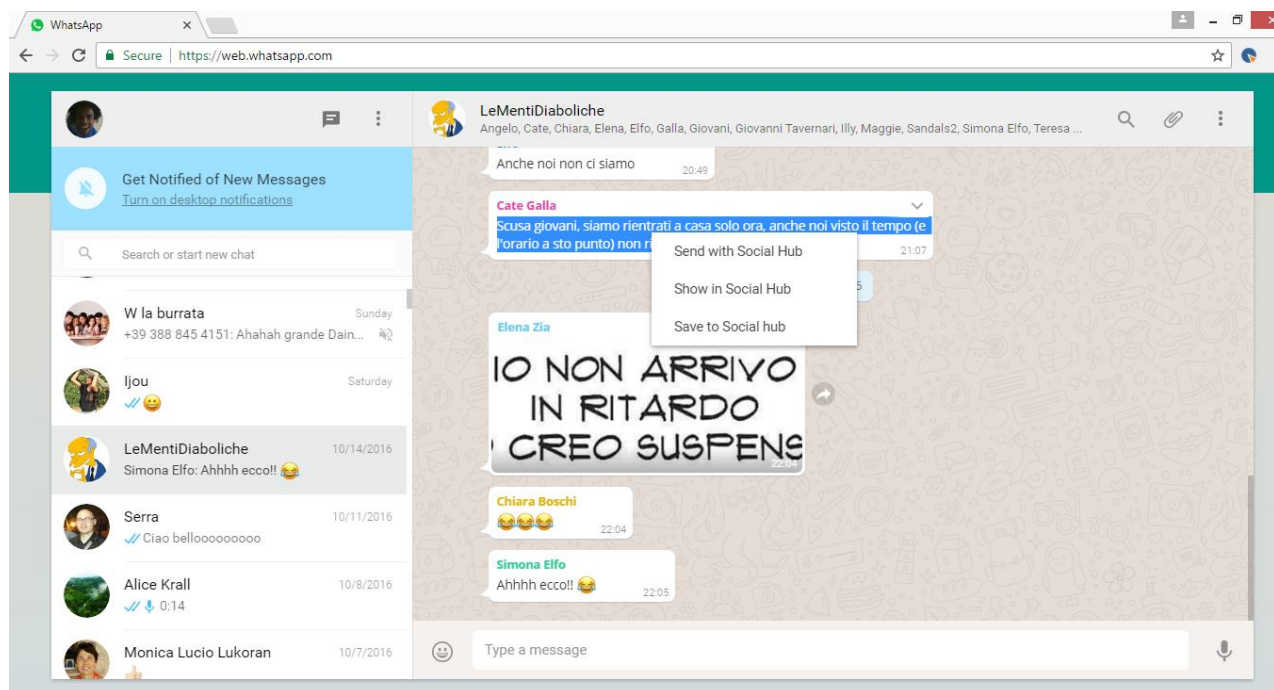 WhatsApp
Secure | https://web.whatsapp.com
Get Notified of New Messages
Turn on desktop notifications
Search or start new chat
W la burrata
Sunday
+39 388 845 4151: Ahahah grande Dain...
Ijou
Saturday
LeMentiDiaboliche
10/14/2016
Simona Elfo: Ahhhh ecco!! 😂
Serra
10/11/2016
Ciao bellooooooooo
Alice Krall
10/8/2016
0:14
Monica Lucio Lukoran
10/7/2016
LeMentiDiaboliche
Angelo, Cate, Chiara, Elena, Elfo, Galla, Giovani, Giovanni Tavernari, Illy, Maggie, Sandals2, Simona Elfo, Teresa ...
Anche noi non ci siamo
20:49
Cate Galla
Scusa giovani, siamo rientrati a casa solo ora, anche noi visto il tempo (e
l'orario a sto punto) non
21:07
Send with Social Hub
Show in Social Hub
Save to Social hub
Elena Zia
IO NON ARRIVO
IN RITARDO
CREO SUSPENS
22:04
Chiara Boschi
😂😂😂
22:04
Simona Elfo
Ahhhh ecco!! 😂
22:05
Type a message